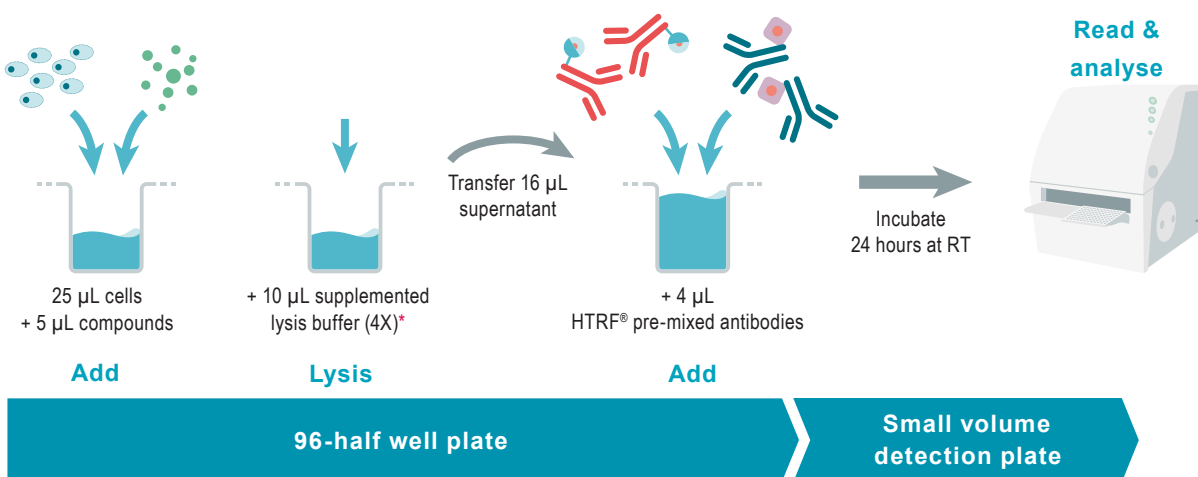 25 µL cells
+ 5 µL compounds
Add
+ 10 µL supplemented
lysis buffer (4X)*
Lysis
Transfer 16 µL
supernatant
+ 4 µL
HTRF® pre-mixed antibodies
Add
Incubate
24 hours at RT
Read &
analyse
96-half well plate
Small volume
detection plate